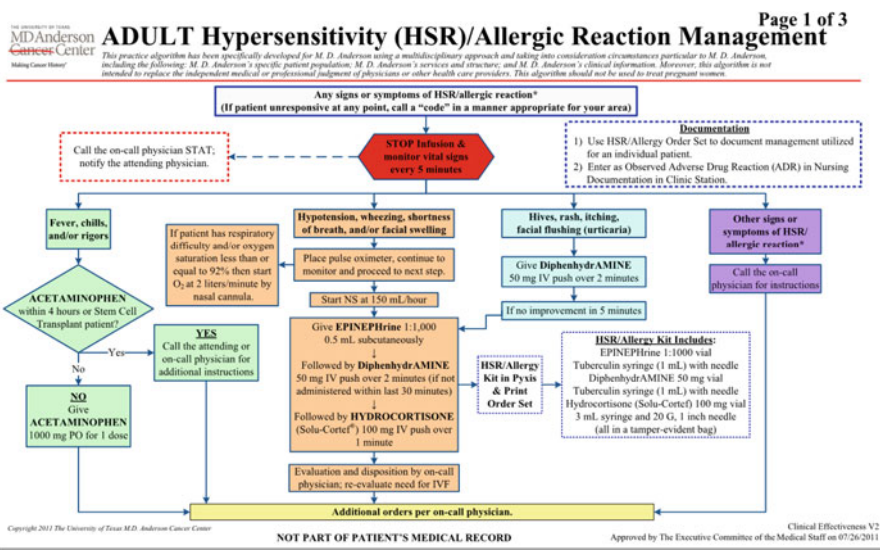 Page 1 of 3
THE UNIVERSITY OF TEXAS
MD Anderson
Cancer Center
Making Cancer History®
ADULT Hypersensitivity (HSR)/Allergic Reaction Management
This practice algorithm has been specifically developed for M. D. Anderson using a multidisciplinary approach and taking into consideration circumstances particular to M. D. Anderson,
including the following: M. D. Anderson's specific patient population; M. D. Anderson's services and structure; and M. D. Anderson's clinical information. Moreover, this algorithm is not
intended to replace the independent medical or professional judgment of physicians or other health care providers. This algorithm should not be used to treat pregnant women.
Any signs or symptoms of HSR/allergic reaction*
(If patient unresponsive at any point, call a "code" in a manner appropriate for your area)
Call the on-call physician STAT;
notify the attending physician.
STOP Infusion &
monitor vital signs
every 5 minutes
Documentation
1) Use HSR/Allergy Order Set to document management utilized
for an individual patient.
2) Enter as Observed Adverse Drug Reaction (ADR) in Nursing
Documentation in Clinic Station.
Fever, chills,
and/or rigors
ACETAMINOPHEN
within 4 hours or Stem Cell
Transplant patient?
Yes
No
YES
Call the attending or
on-call physician for
additional instructions
NO
Give
ACETAMINOPHEN
1000 mg PO for 1 dose
If patient has respiratory
difficulty and/or oxygen
saturation less than or
equal to 92% then start
O2 at 2 liters/minute by
nasal cannula.
Hypotension, wheezing, shortness
of breath, and/or facial swelling
Place pulse oximeter, continue to
monitor and proceed to next step.
Start NS at 150 mL/hour
Give EPINEPHrine 1:1,000
0.5 mL subcutaneously
↓
Followed by DiphenhydrAMINE
50 mg IV push over 2 minutes (if not
administered within last 30 minutes)
↓
Followed by HYDROCORTISONE
(Solu-Cortef®) 100 mg IV push over
1 minute
Evaluation and disposition by on-call
physician; re-evaluate need for IVF
Hives, rash, itching,
facial flushing (urticaria)
Give DiphenhydrAMINE
50 mg IV push over 2 minutes
If no improvement in 5 minutes
HSR/Allergy
Kit in Pyxis
& Print
Order Set
HSR/Allergy Kit Includes:
EPINEPHrine 1:1000 vial
Tuberculin syringe (1 mL) with needle
DiphenhydrAMINE 50 mg vial
Tuberculin syringe (1 mL) with needle
Hydrocortisone (Solu-Cortef) 100 mg vial
3 mL syringe and 20 G, 1 inch needle
(all in a tamper-evident bag)
Other signs or
symptoms of HSR/
allergic reaction*
Call the on-call
physician for instructions
Additional orders per on-call physician.
Copyright 2011 The University of Texas M.D. Anderson Cancer Center
NOT PART OF PATIENT'S MEDICAL RECORD
Clinical Effectiveness V2
Approved by The Executive Committee of the Medical Staff on 07/26/2011